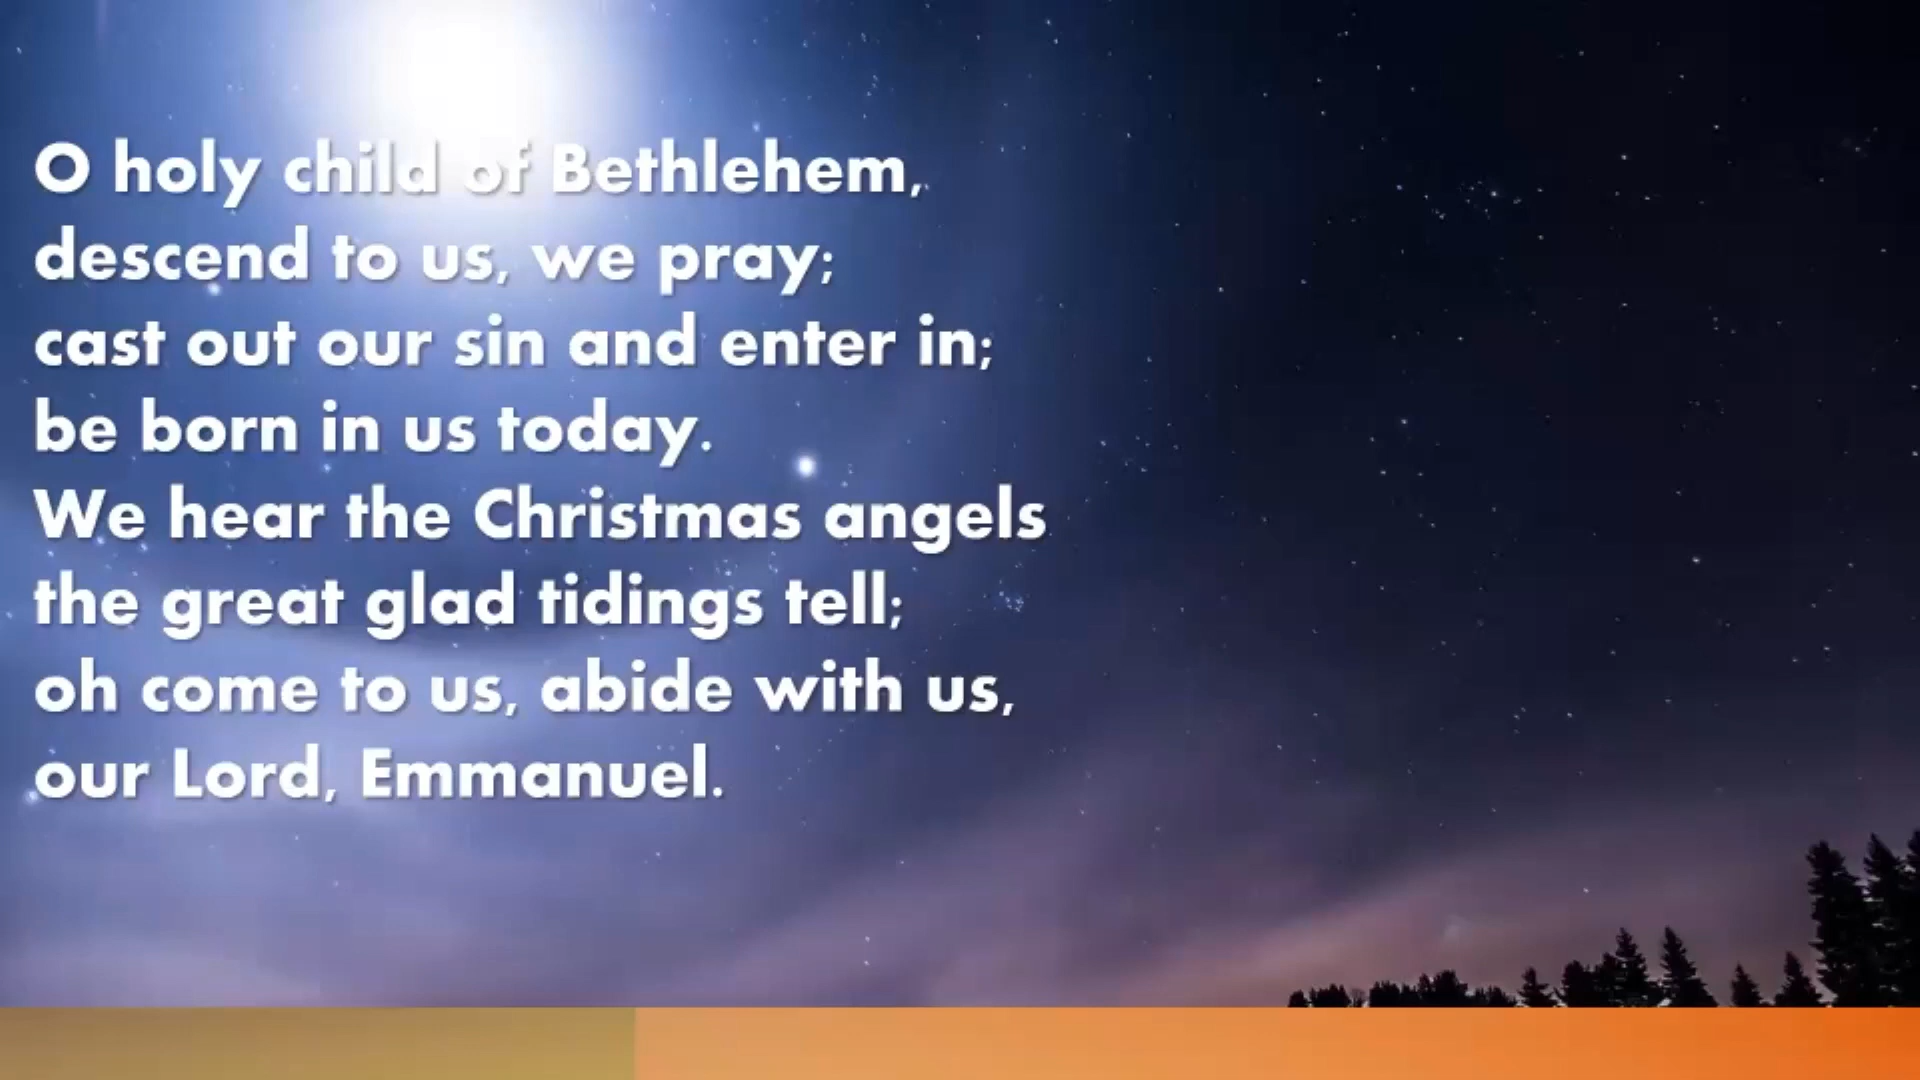 O holy child of Bethlehem,
descend to us, we pray;
cast out our sin and enter in;
be born in us today.
We hear the Christmas angels
the great glad tidings tell;
oh come to us, abide with us,
our Lord, Emmanuel.